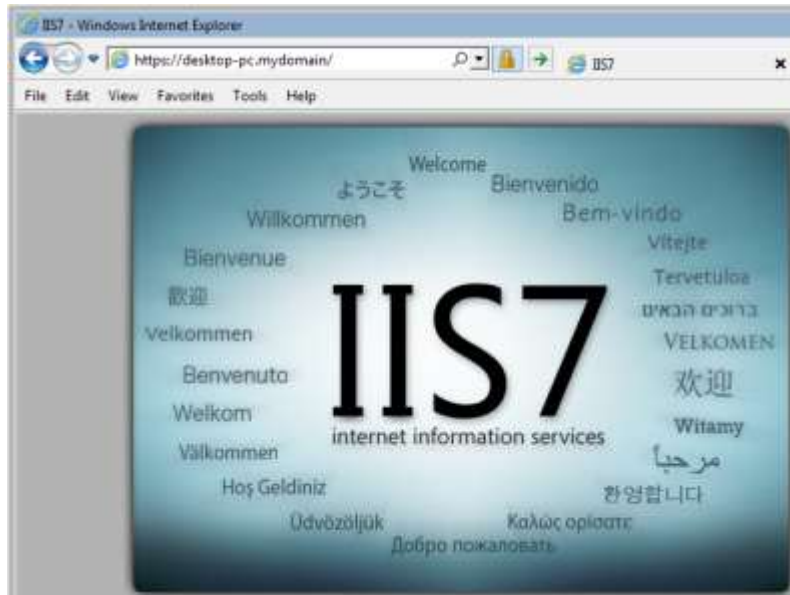 IIS7 - Windows Internet Explorer
https://desktop-pc.mydomain/
IIS7
File Edit View Favorites Tools Help
Welcome
ようこそ
Bienvenido
Willkommen
Bem-vindo
Bienvenue
Vítejte
歡迎
Tervetuloa
ברוכים הבאים
Velkommen
VELKOMEN
IIS7
Benvenuto
欢迎
Welkom
Witamy
internet information services
Välkommen
مرحباً
Hoş Geldiniz
환영합니다
Üdvözöljük
Καλώς ορίσατε
Добро пожаловать